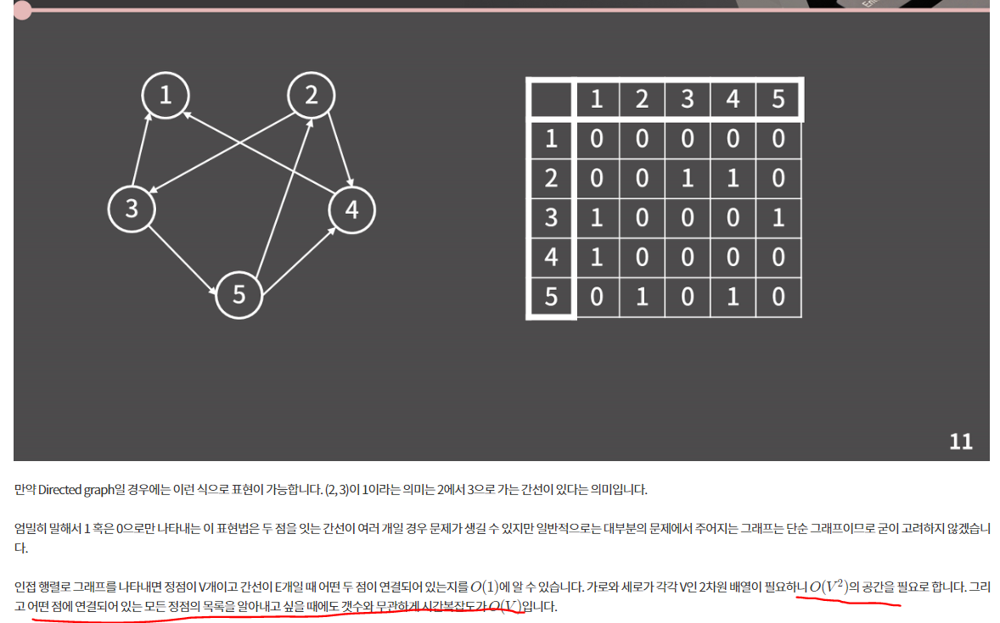 En
1 2
3 4
5
1 2 3 4 5
1 0 0 0 0 0
2 0 0 1 1 0
3 1 0 0 0 1
4 1 0 0 0 0
5 0 1 0 1 0
11
만약 Directed graph일 경우에는 이런 식으로 표현이 가능합니다. (2, 3)이 1이라는 의미는 2에서 3으로 가는 간선이 있다는 의미입니다.
엄밀히 말해서 1 혹은 0으로만 나타내는 이 표현법은 두 점을 잇는 간선이 여러 개일 경우 문제가 생길 수 있지만 일반적으로는 대부분의 문제에서 주어지는 그래프는 단순 그래프이므로 굳이 고려하지 않겠습니
다.
인접 행렬로 그래프를 나타내면 정점이 V개이고 간선이 E개일 때 어떤 두 점이 연결되어 있는지를 O(1)에 알 수 있습니다. 가로와 세로가 각각 V인 2차원 배열이 필요하니 O(V²)의 공간을 필요로 합니다. 그리
고 어떤 점에 연결되어 있는 모든 정점의 목록을 알아내고 싶을 때에도 갯수와 무관하게 시간복잡도가 O(V)입니다.